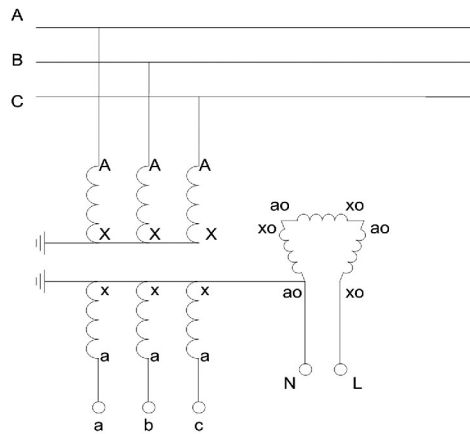 A
B
C
A A A
X X X
ao xo
xo ao
ao xo
x x x
a a a
N L
a b c